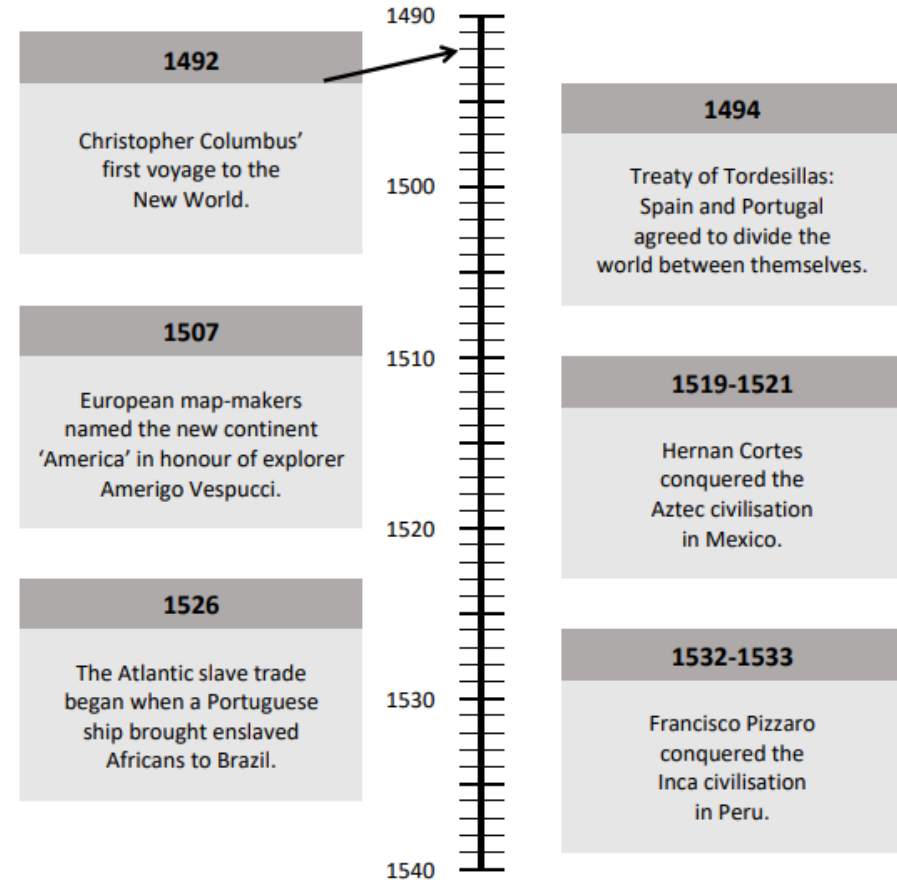 1490
1492
Christopher Columbus’
first voyage to the
New World.
1494
Treaty of Tordesillas:
Spain and Portugal
agreed to divide the
world between themselves.
1500
1507
European map-makers
named the new continent
‘America’ in honour of explorer
Amerigo Vespucci.
1510
1519-1521
Hernan Cortes
conquered the
Aztec civilisation
in Mexico.
1520
1526
The Atlantic slave trade
began when a Portuguese
ship brought enslaved
Africans to Brazil.
1530
1532-1533
Francisco Pizzaro
conquered the
Inca civilisation
in Peru.
1540